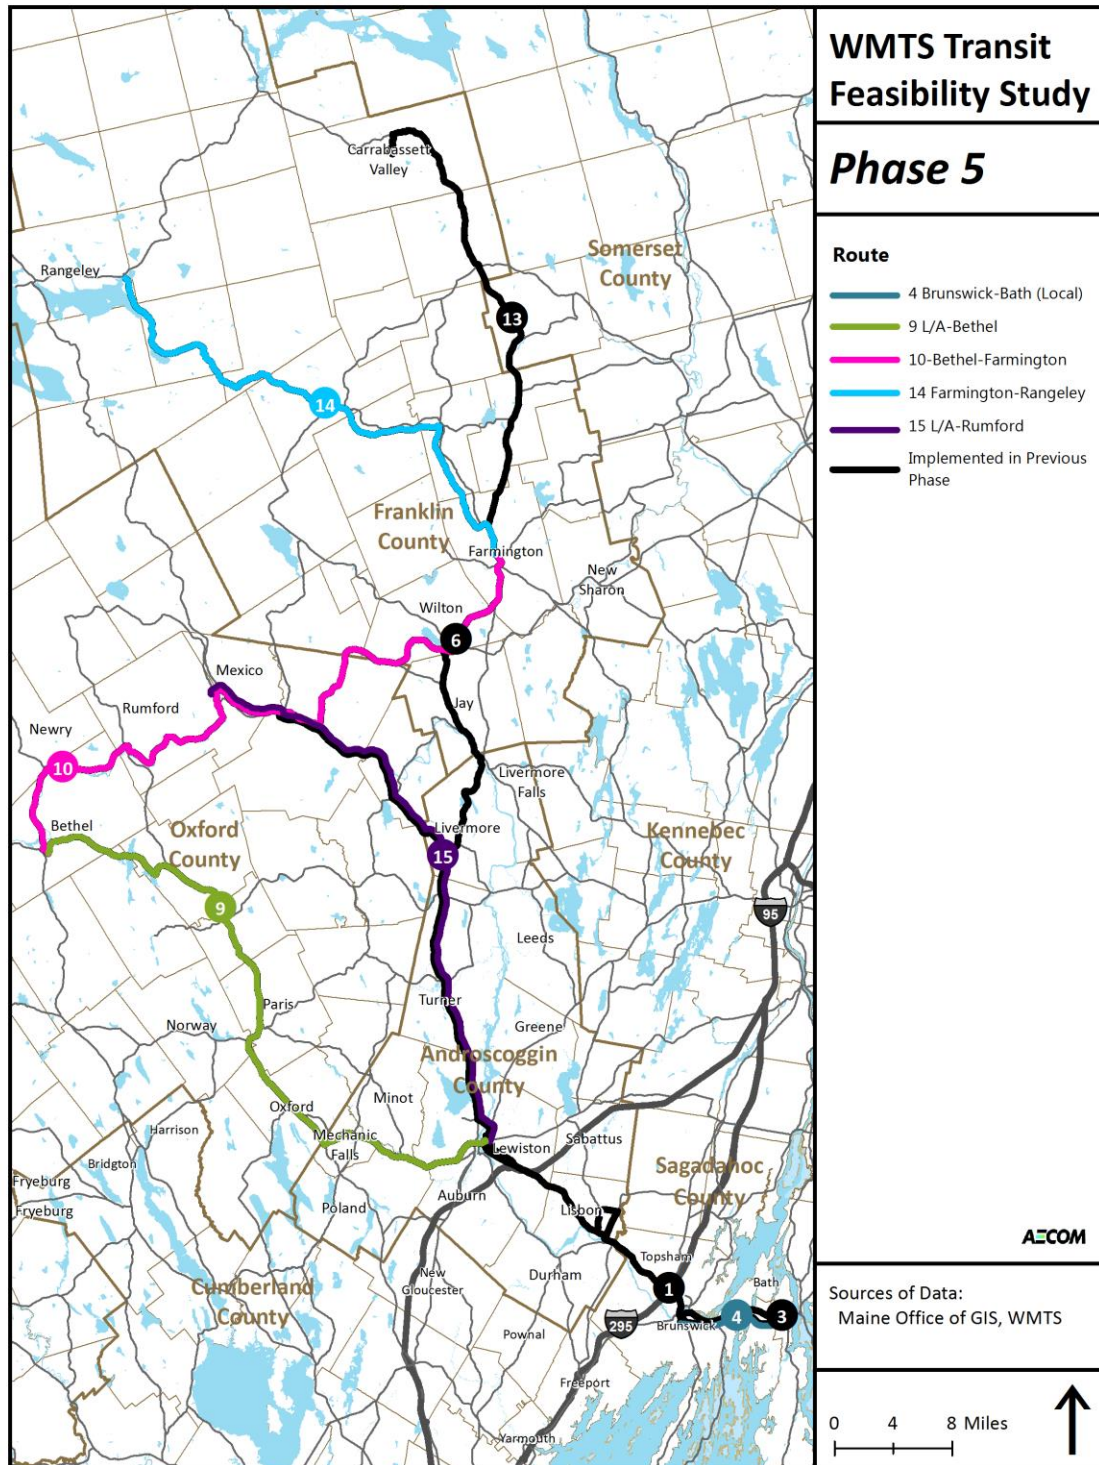 WMTS Transit
Feasibility Study
Phase 5
Route
4 Brunswick-Bath (Local)
9 L/A-Bethel
10-Bethel-Farmington
14 Farmington-Rangeley
15 L/A-Rumford
Implemented in Previous
Phase
AECOM
Sources of Data:
Maine Office of GIS, WMTS
0 4 8 Miles
Carrabassett
Valley
Somerset
County
Rangeley
13
14
Franklin
County
Farmington
New
Sharon
Wilton
6
Mexico
Jay
Rumford
Newry
10
Livermore
Falls
Bethel
Oxford
County
Livermore
Kennebec
County
15
9
95
Leeds
Paris
Turner
Norway
Greene
Androscoggin
County
Minot
Oxford
Harrison
Mechanic
Falls
Sabattus
Lewiston
Bridgton
Sagadahoc
County
Fryeburg
Fryeburg
Auburn
Poland
Lisbon
Topsham
New
Gloucester
Durham
Bath
Cumberland
County
1
4
3
295
Brunswick
Pownal
Freeport
Yarmouth